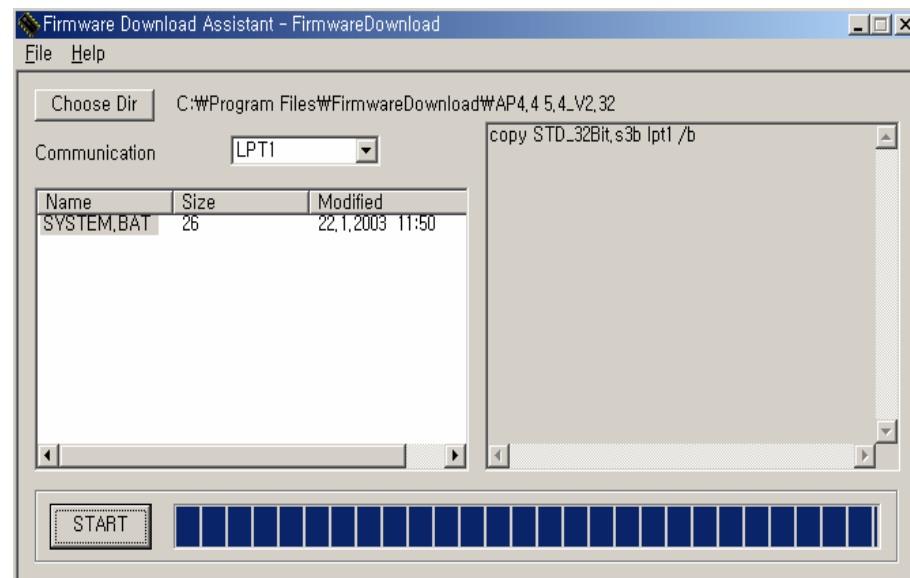 Firmware Download Assistant - FirmwareDownload
File Help
Choose Dir C:₩Program Files₩FirmwareDownload₩AP4,4 5,4_V2,32
Communication LPT1
copy STD_32Bit,s3b lpt1 /b
Name Size Modified
SYSTEM,BAT 26 22,1,2003 11:50
START